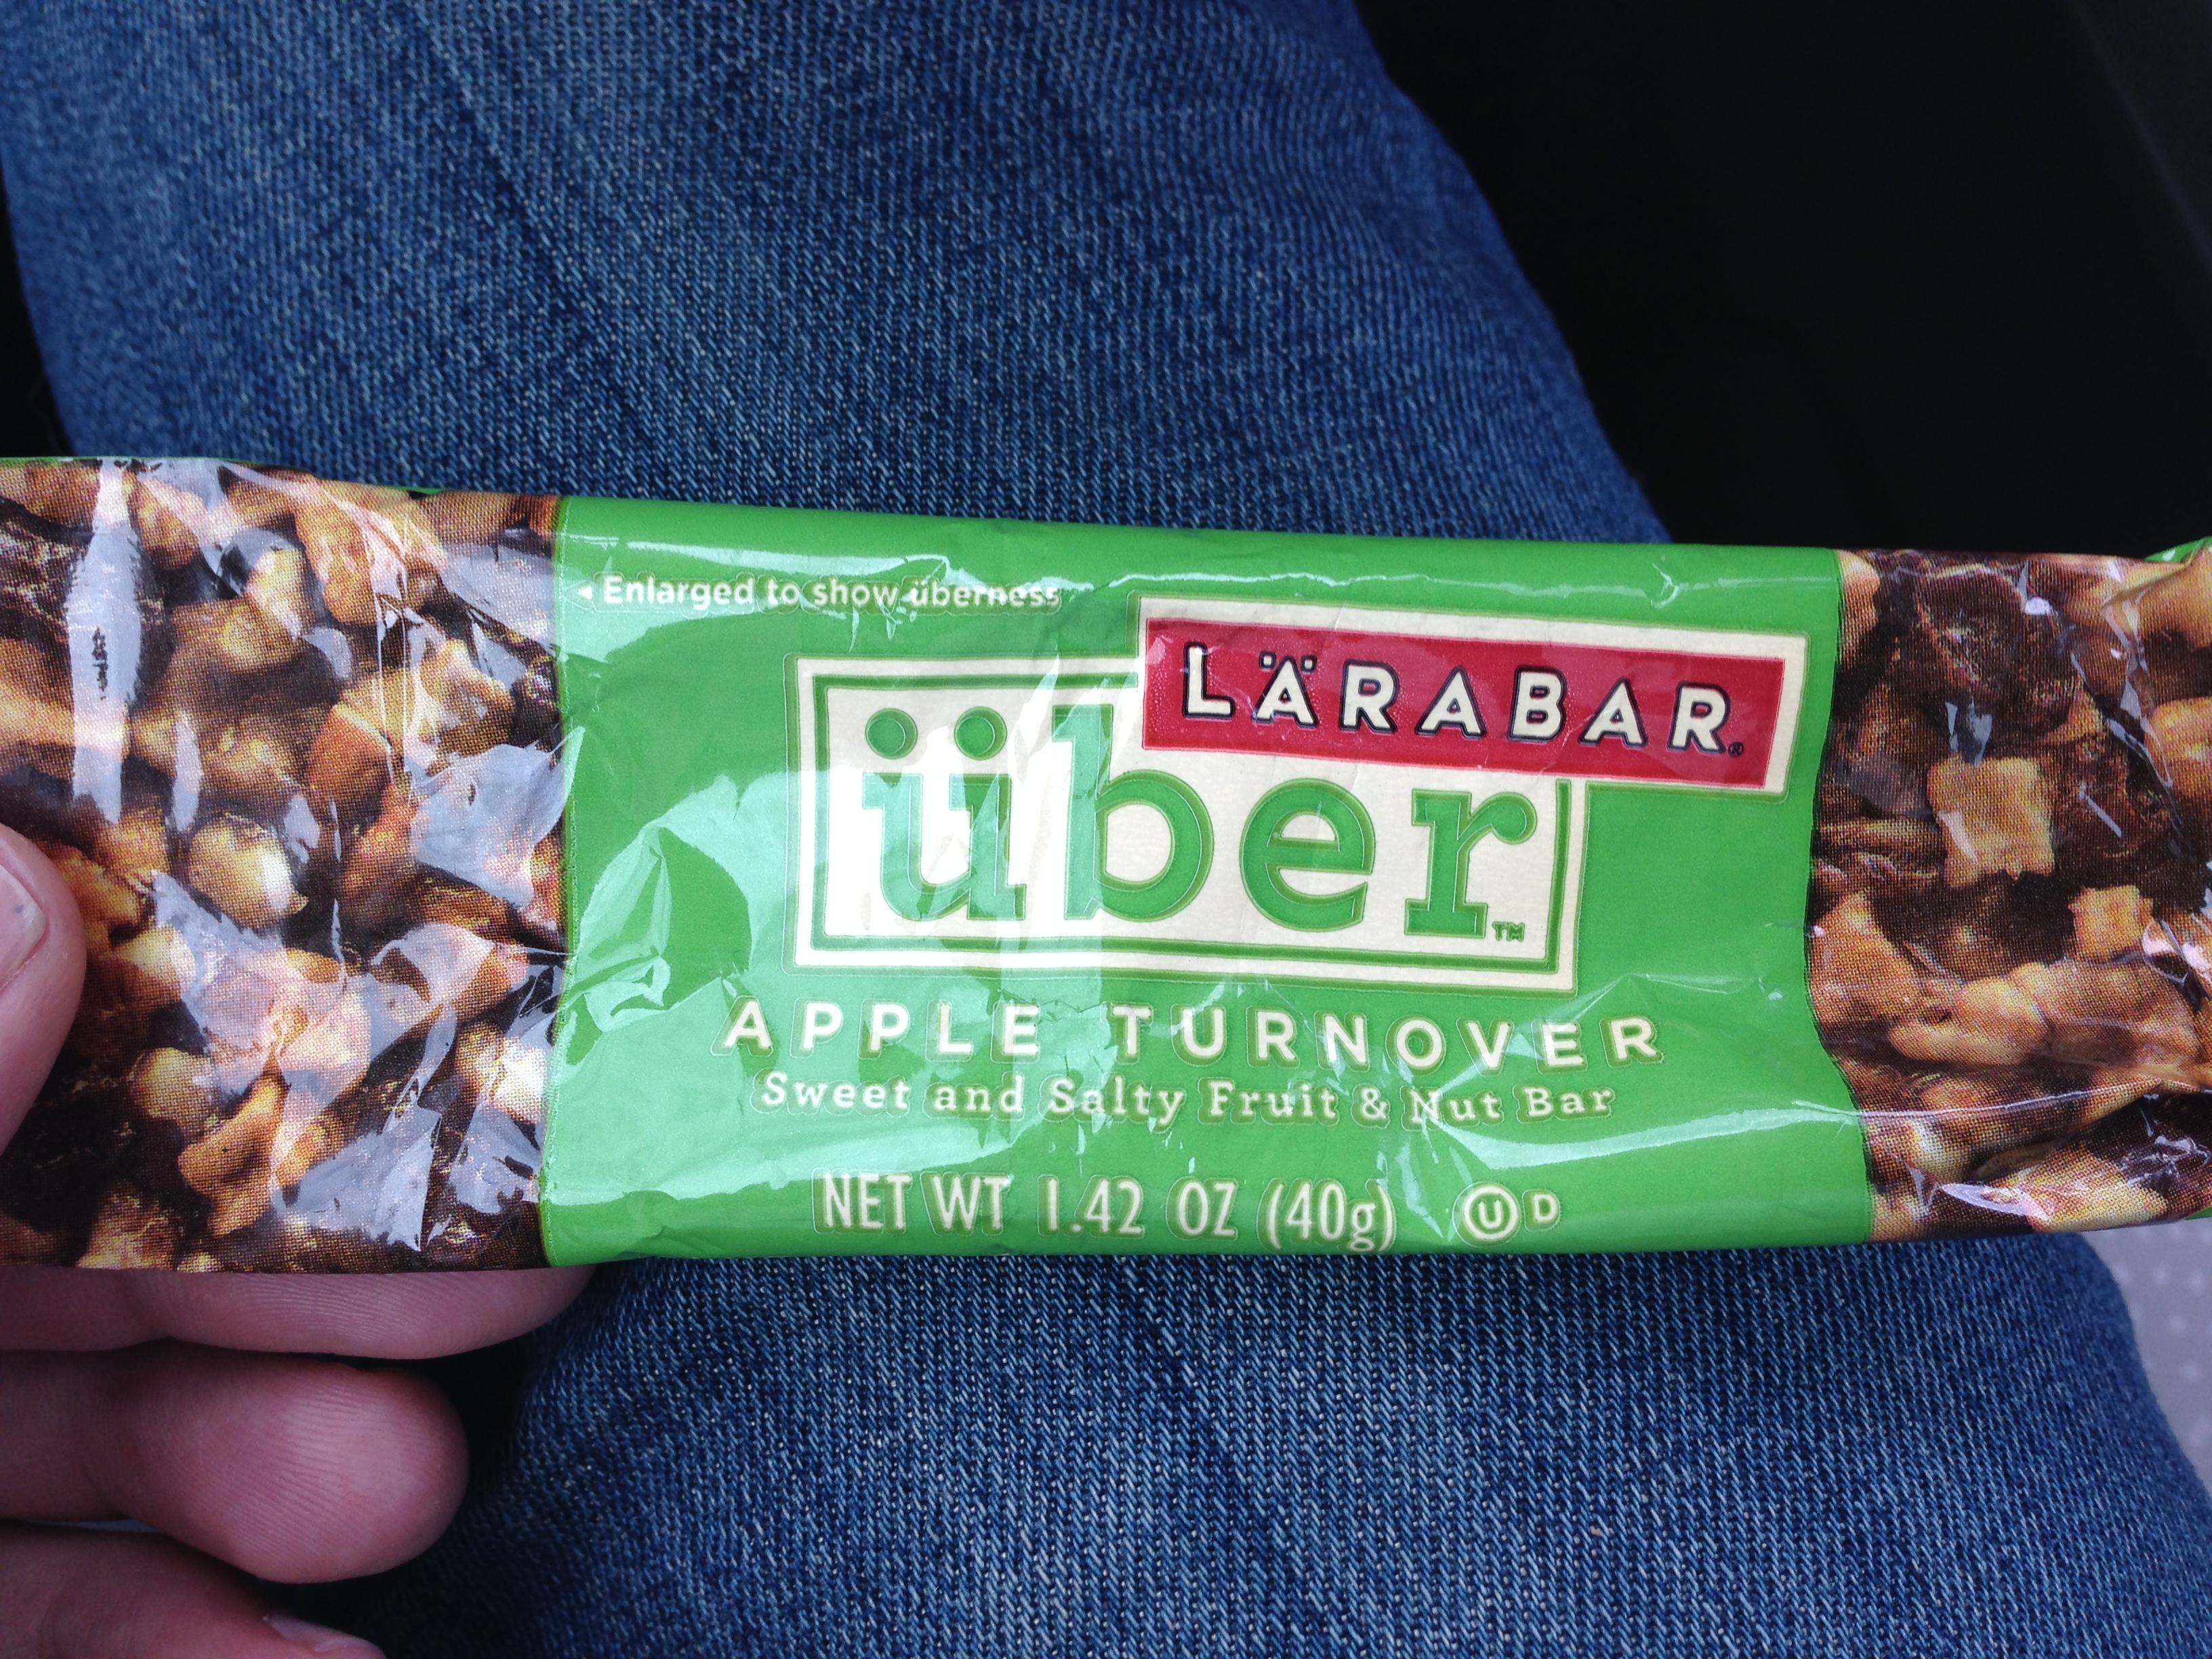 ◂ Enlarged to show überness
LÄRABAR®
über™
APPLE TURNOVER
Sweet and Salty Fruit & Nut Bar
NET WT 1.42 OZ (40g) Ⓤ D